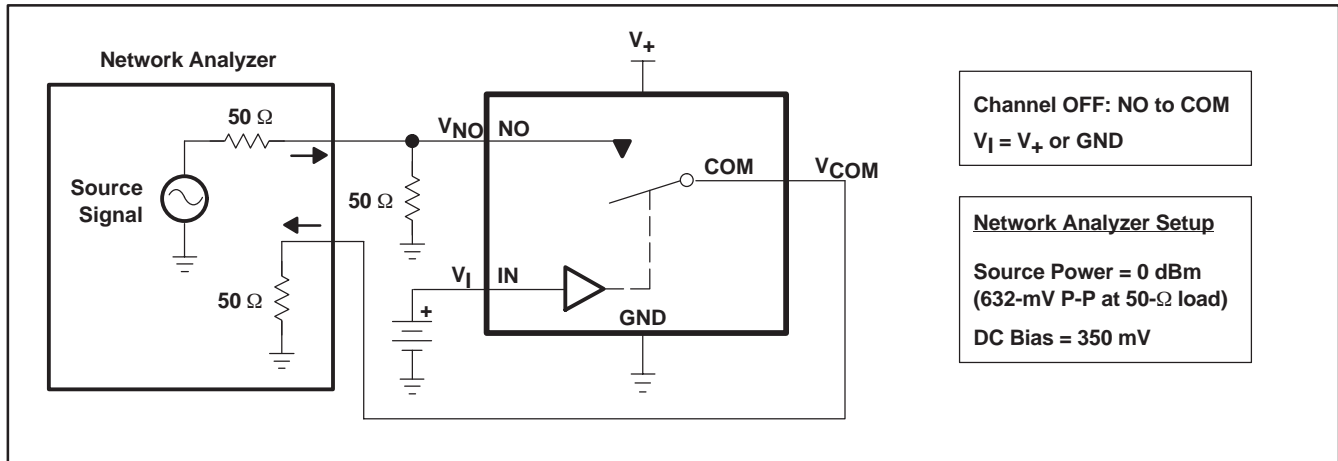 Network Analyzer
50 Ω
Source
Signal
50 Ω
50 Ω
V+
VNO NO
COM VCOM
VI IN
+
GND
Channel OFF: NO to COM
VI = V+ or GND
Network Analyzer Setup
Source Power = 0 dBm
(632-mV P-P at 50-Ω load)
DC Bias = 350 mV